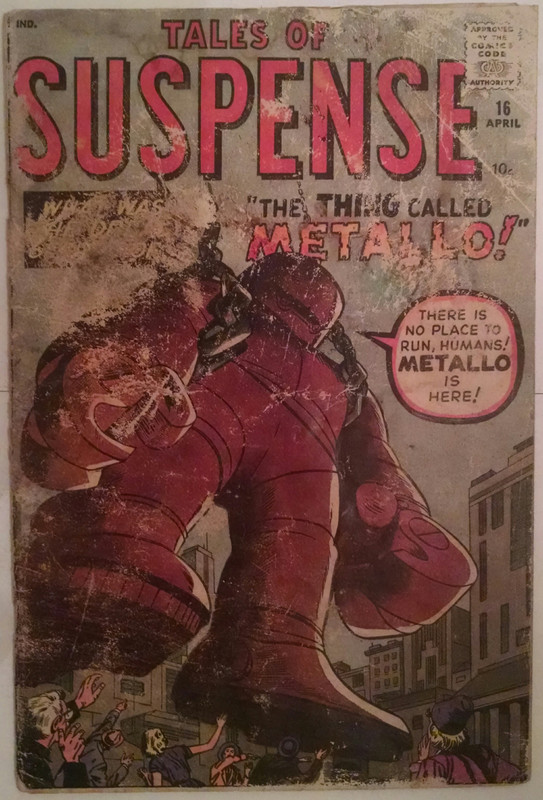 IND.
TALES OF
SUSPENSE
APPROVED
BY THE
COMICS
CODE
AUTHORITY
16
APRIL
10¢
"THE THING CALLED
METALLO!"
THERE IS
NO PLACE TO
RUN, HUMANS!
METALLO
IS
HERE!